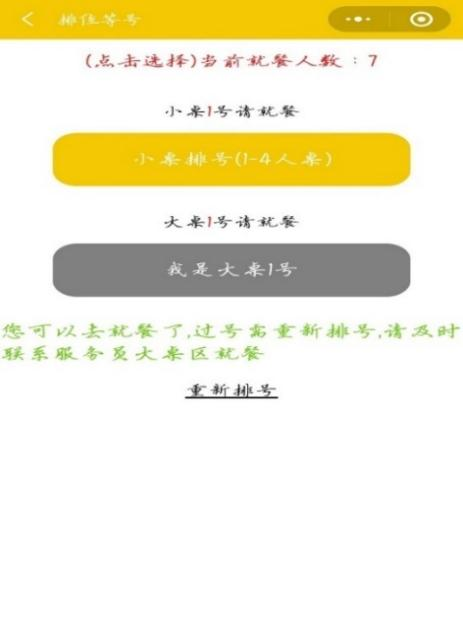 排位等号
(点击选择)当前就餐人数：7
小桌1号请就餐
小桌排号(1-4人桌)
大桌1号请就餐
我是大桌1号
您可以去就餐了,过号需重新排号,请及时
联系服务员大桌区就餐
重新排号